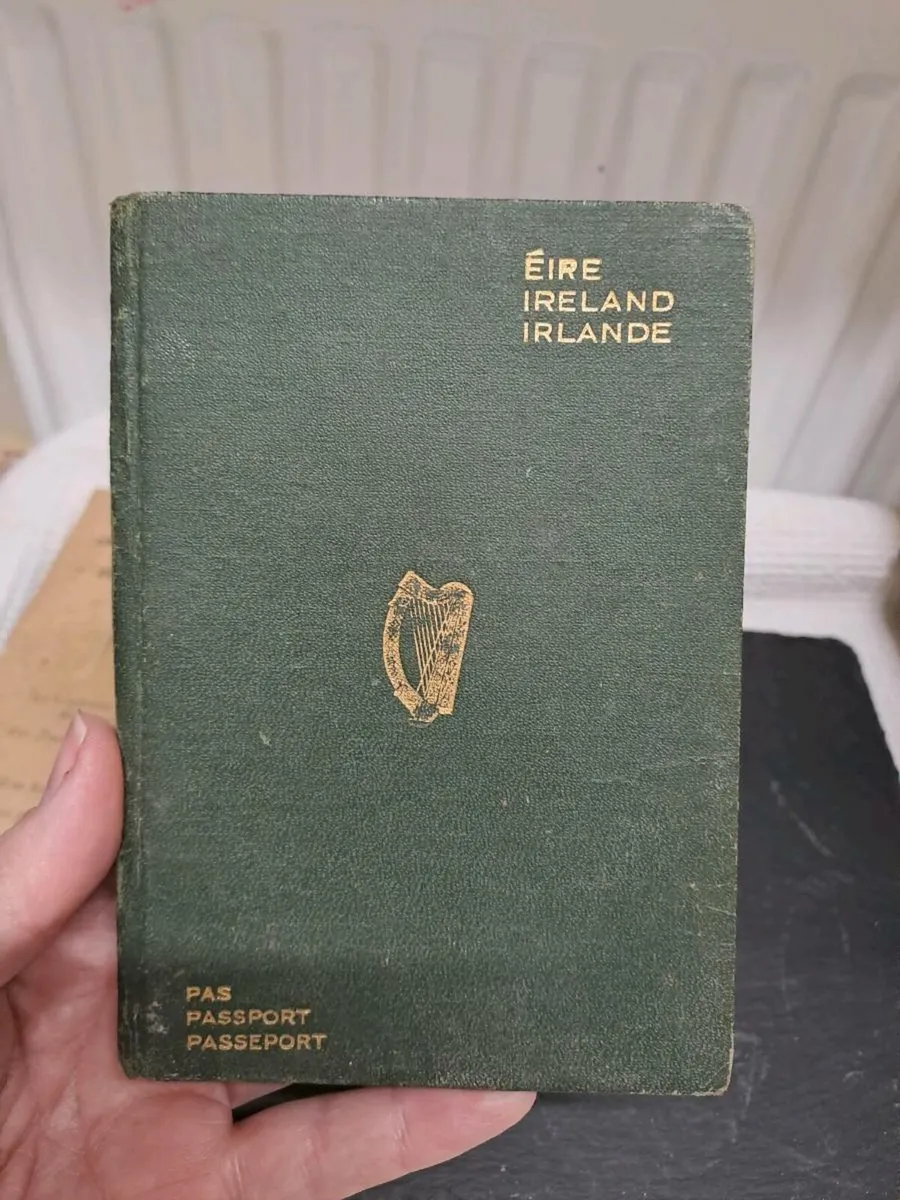 ÉIRE
IRELAND
IRLANDE
PAS
PASSPORT
PASSEPORT